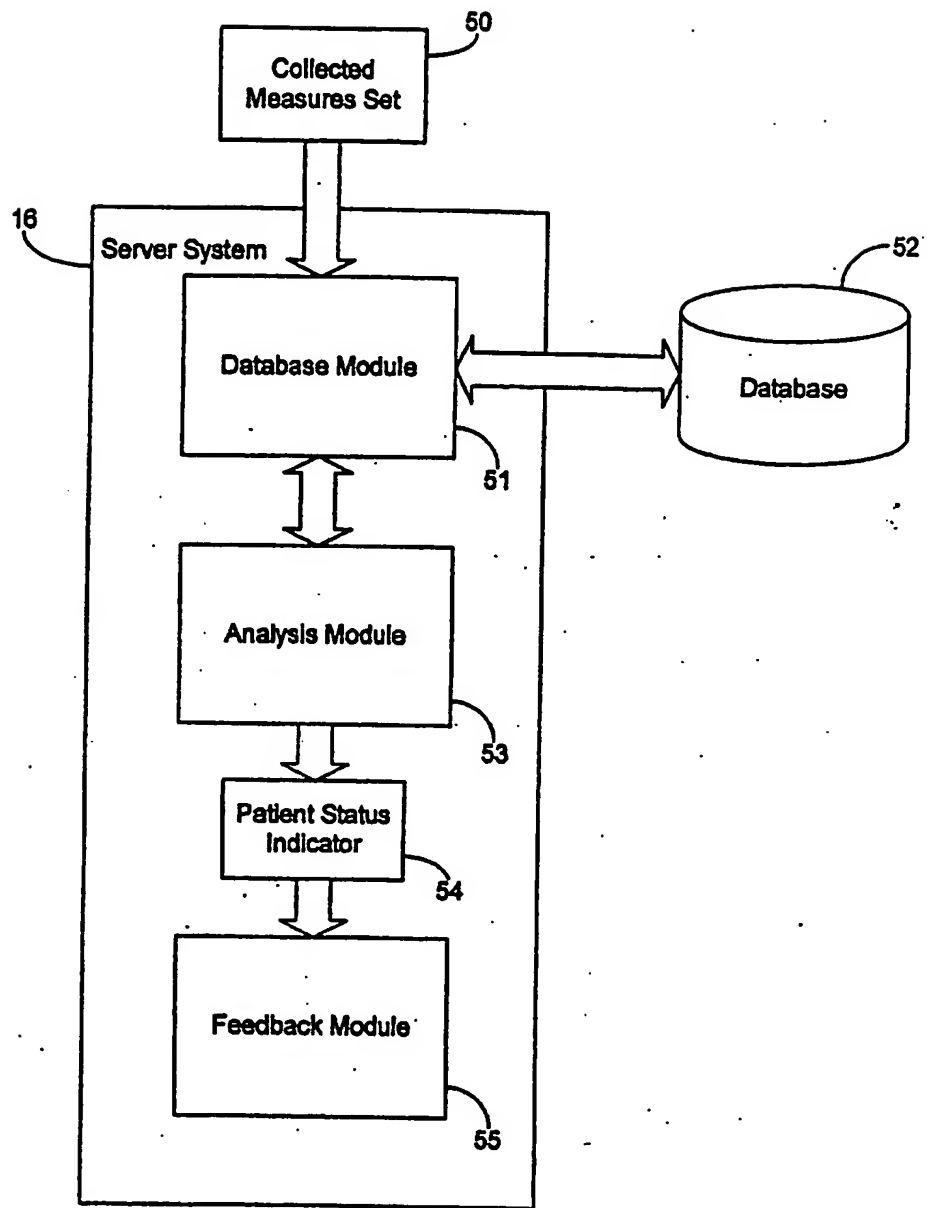 50
Collected
Measures Set
16
Server System
52
Database Module
Database
51
Analysis Module
53
Patient Status
Indicator
54
Feedback Module
55